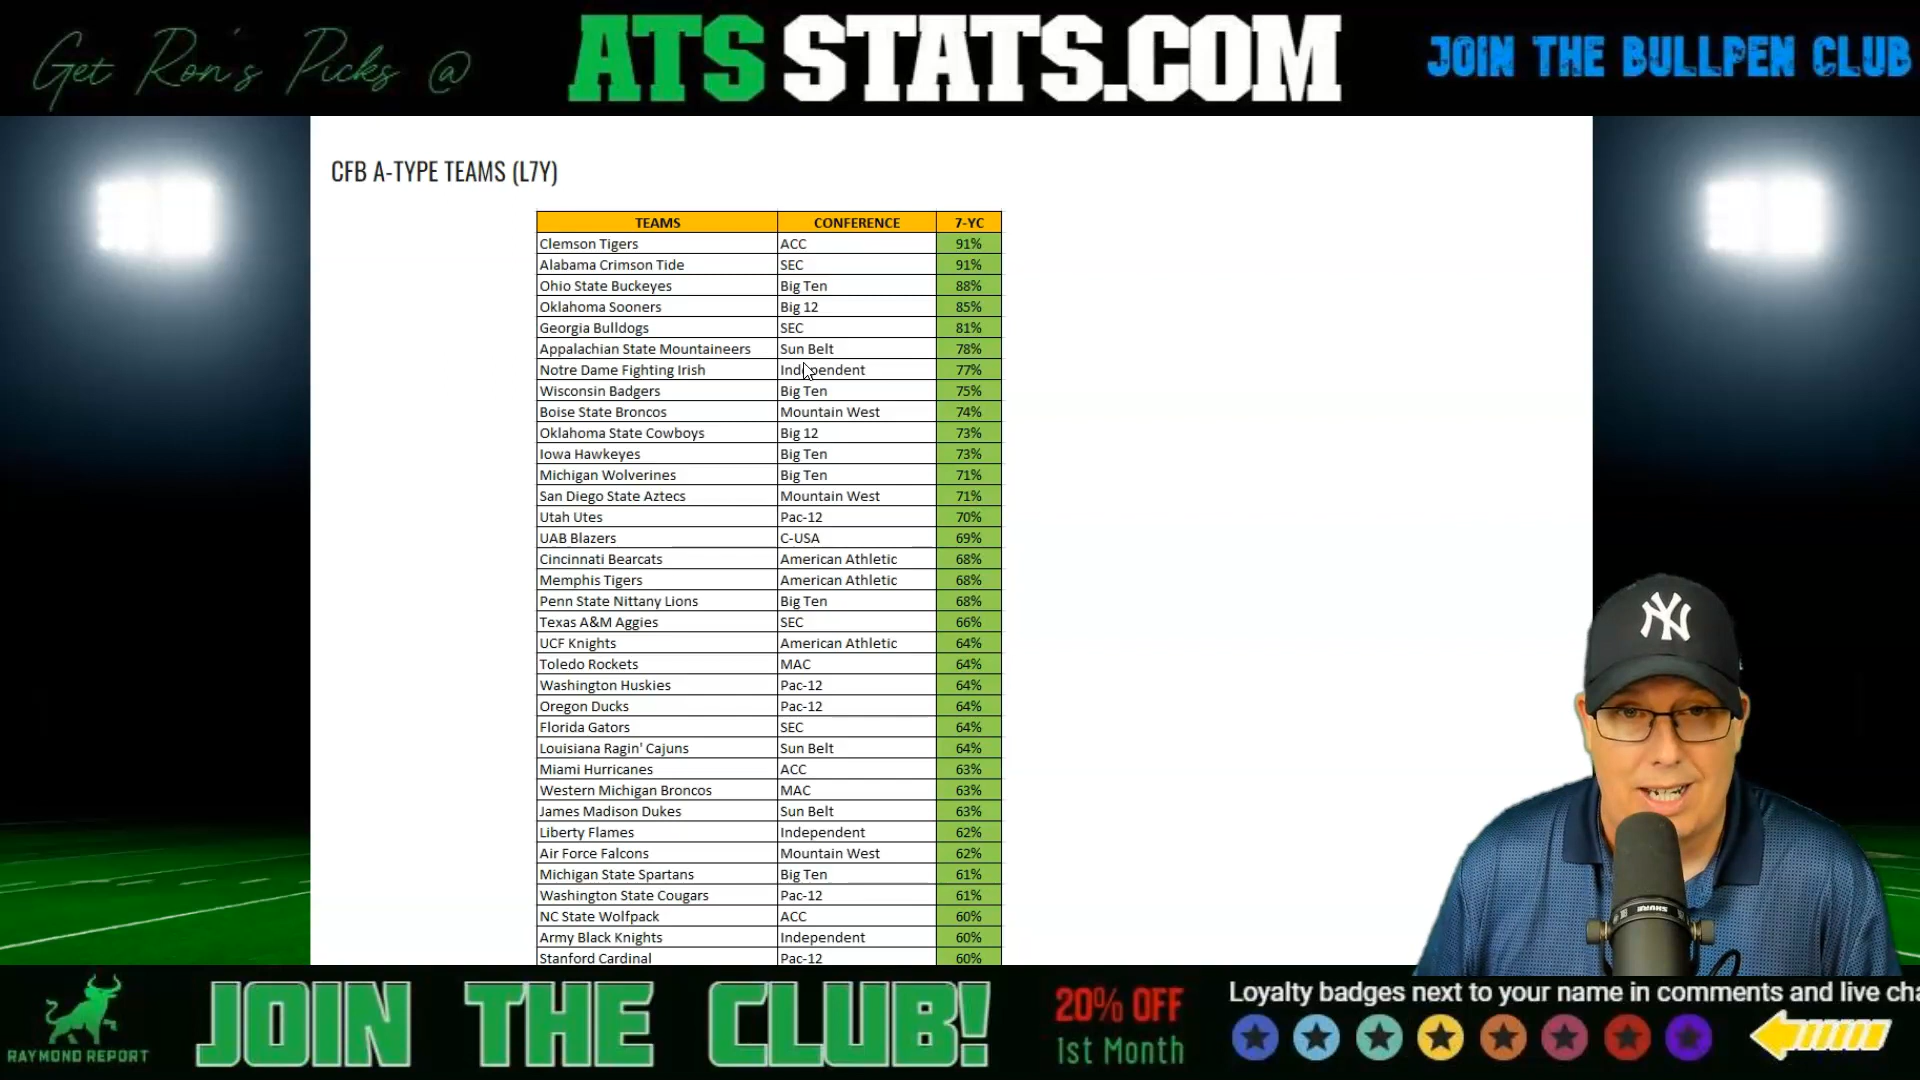 Get Ron's Picks @
ATS STATS.COM
JOIN THE BULLPEN CLUB
CFB A-TYPE TEAMS (L7Y)
TEAMS CONFERENCE 7-YC
Clemson Tigers ACC 91%
Alabama Crimson Tide SEC 91%
Ohio State Buckeyes Big Ten 88%
Oklahoma Sooners Big 12 85%
Georgia Bulldogs SEC 81%
Appalachian State Mountaineers Sun Belt 78%
Notre Dame Fighting Irish Independent 77%
Wisconsin Badgers Big Ten 75%
Boise State Broncos Mountain West 74%
Oklahoma State Cowboys Big 12 73%
Iowa Hawkeyes Big Ten 73%
Michigan Wolverines Big Ten 71%
San Diego State Aztecs Mountain West 71%
Utah Utes Pac-12 70%
UAB Blazers C-USA 69%
Cincinnati Bearcats American Athletic 68%
Memphis Tigers American Athletic 68%
Penn State Nittany Lions Big Ten 68%
Texas A&M Aggies SEC 66%
UCF Knights American Athletic 64%
Toledo Rockets MAC 64%
Washington Huskies Pac-12 64%
Oregon Ducks Pac-12 64%
Florida Gators SEC 64%
Louisiana Ragin' Cajuns Sun Belt 64%
Miami Hurricanes ACC 63%
Western Michigan Broncos MAC 63%
James Madison Dukes Sun Belt 63%
Liberty Flames Independent 62%
Air Force Falcons Mountain West 62%
Michigan State Spartans Big Ten 61%
Washington State Cougars Pac-12 61%
NC State Wolfpack ACC 60%
Army Black Knights Independent 60%
Stanford Cardinal Pac-12 60%
NY
SHURE
RAYMOND REPORT
JOIN THE CLUB!
20% OFF
1st Month
Loyalty badges next to your name in comments and live cha